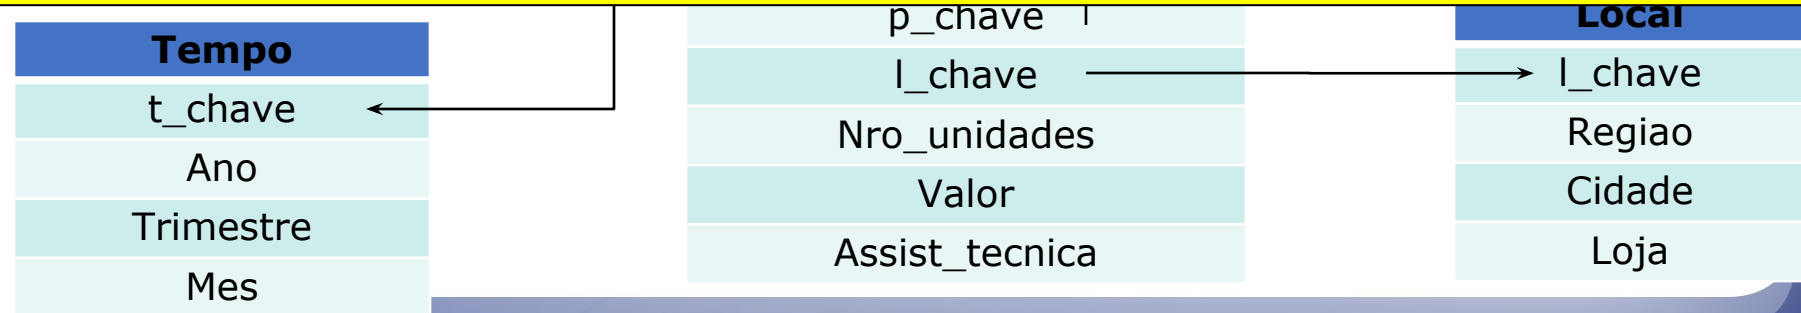 Tempo
t_chave
Ano
Trimestre
Mes
p_chave
l_chave
Nro_unidades
Valor
Assist_tecnica
Local
l_chave
Regiao
Cidade
Loja